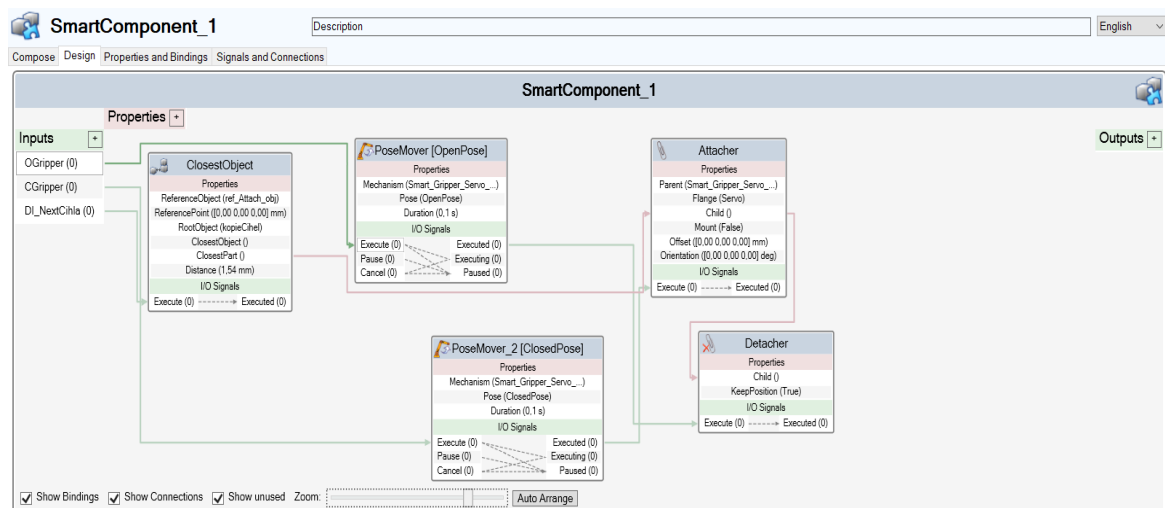 SmartComponent_1
Description
English
Compose Design Properties and Bindings Signals and Connections
SmartComponent_1
Properties +
Inputs +
Outputs +
OGripper (0)
CGripper (0)
DI_NextCihla (0)
ClosestObject
Properties
ReferenceObject (ref_Attach_obj)
ReferencePoint ([0,00 0,00 0,00] mm)
RootObject (kopieCihel)
ClosestObject ()
ClosestPart ()
Distance (1,54 mm)
I/O Signals
Execute (0) Executed (0)
PoseMover [OpenPose]
Properties
Mechanism (Smart_Gripper_Servo_...)
Pose (OpenPose)
Duration (0,1 s)
I/O Signals
Execute (0) Executed (0)
Pause (0) Executing (0)
Cancel (0) Paused (0)
Attacher
Properties
Parent (Smart_Gripper_Servo_...)
Flange (Servo)
Child ()
Mount (False)
Offset ([0,00 0,00 0,00] mm)
Orientation ([0,00 0,00 0,00] deg)
I/O Signals
Execute (0) Executed (0)
PoseMover_2 [ClosedPose]
Properties
Mechanism (Smart_Gripper_Servo_...)
Pose (ClosedPose)
Duration (0,1 s)
I/O Signals
Execute (0) Executed (0)
Pause (0) Executing (0)
Cancel (0) Paused (0)
Detacher
Properties
Child ()
KeepPosition (True)
I/O Signals
Execute (0) Executed (0)
Show Bindings Show Connections Show unused Zoom: Auto Arrange